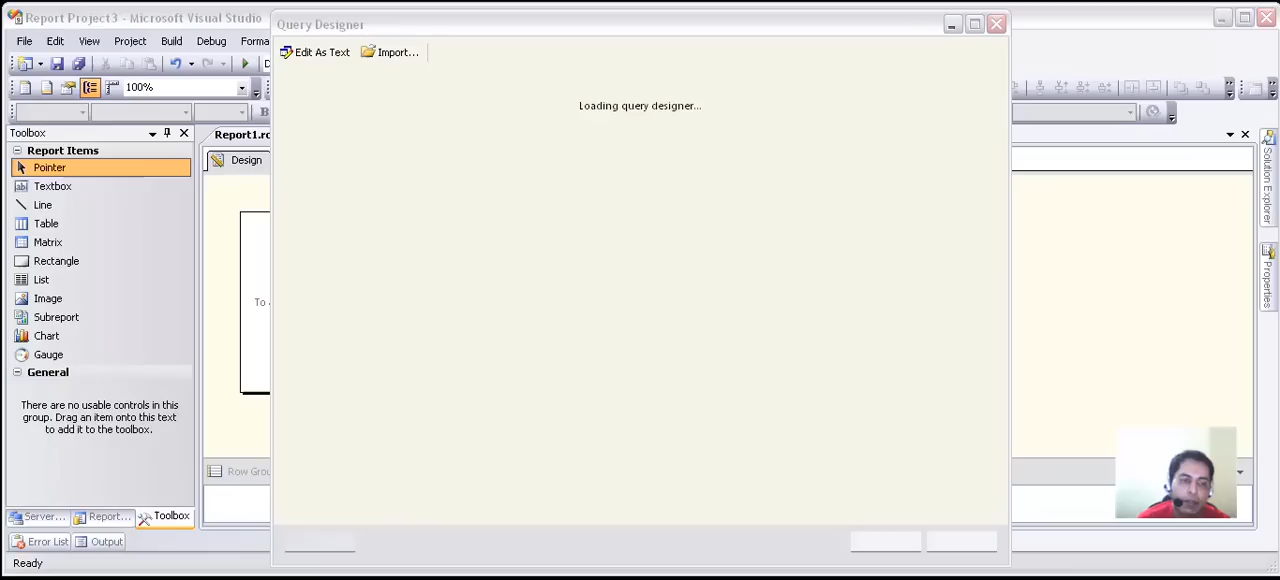 Report Project3 - Microsoft Visual Studio
Query Designer
File Edit View Project Build Debug Forma
Edit As Text Import...
100%
Loading query designer...
Toolbox
Report Items
Pointer
Textbox
Line
Table
Matrix
Rectangle
List
Image
Subreport
Chart
Gauge
General
There are no usable controls in this
group. Drag an item onto this text
to add it to the toolbox.
Report1.r
Design
To
Row Grou
B
Solution Explorer
Properties
Server... Report... Toolbox
Error List Output
Ready